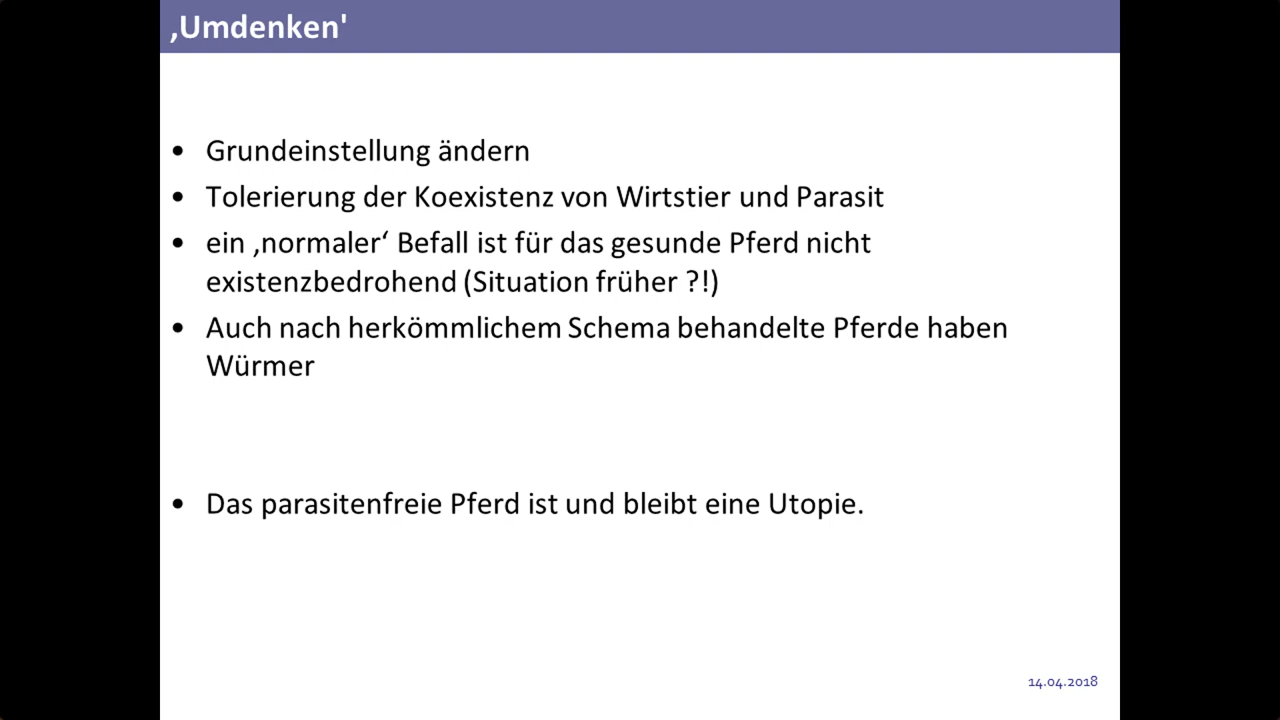 ‚Umdenken'
• Grundeinstellung ändern
• Tolerierung der Koexistenz von Wirtstier und Parasit
• ein ‚normaler‘ Befall ist für das gesunde Pferd nicht
existenzbedrohend (Situation früher ?!)
• Auch nach herkömmlichem Schema behandelte Pferde haben
Würmer
• Das parasitenfreie Pferd ist und bleibt eine Utopie.
14.04.2018